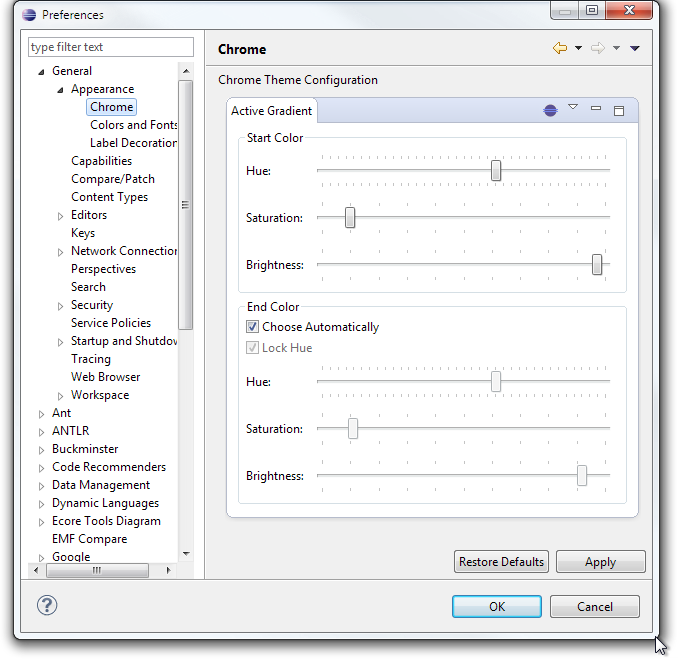 Preferences
type filter text
General
Appearance
Chrome
Colors and Fonts
Label Decoration
Capabilities
Compare/Patch
Content Types
Editors
Keys
Network Connection
Perspectives
Search
Security
Service Policies
Startup and Shutdow
Tracing
Web Browser
Workspace
Ant
ANTLR
Buckminster
Code Recommenders
Data Management
Dynamic Languages
Ecore Tools Diagram
EMF Compare
Google
Chrome
Chrome Theme Configuration
Active Gradient
Start Color
Hue:
Saturation:
Brightness:
End Color
Choose Automatically
Lock Hue
Hue:
Saturation:
Brightness:
Restore Defaults
Apply
?
OK
Cancel